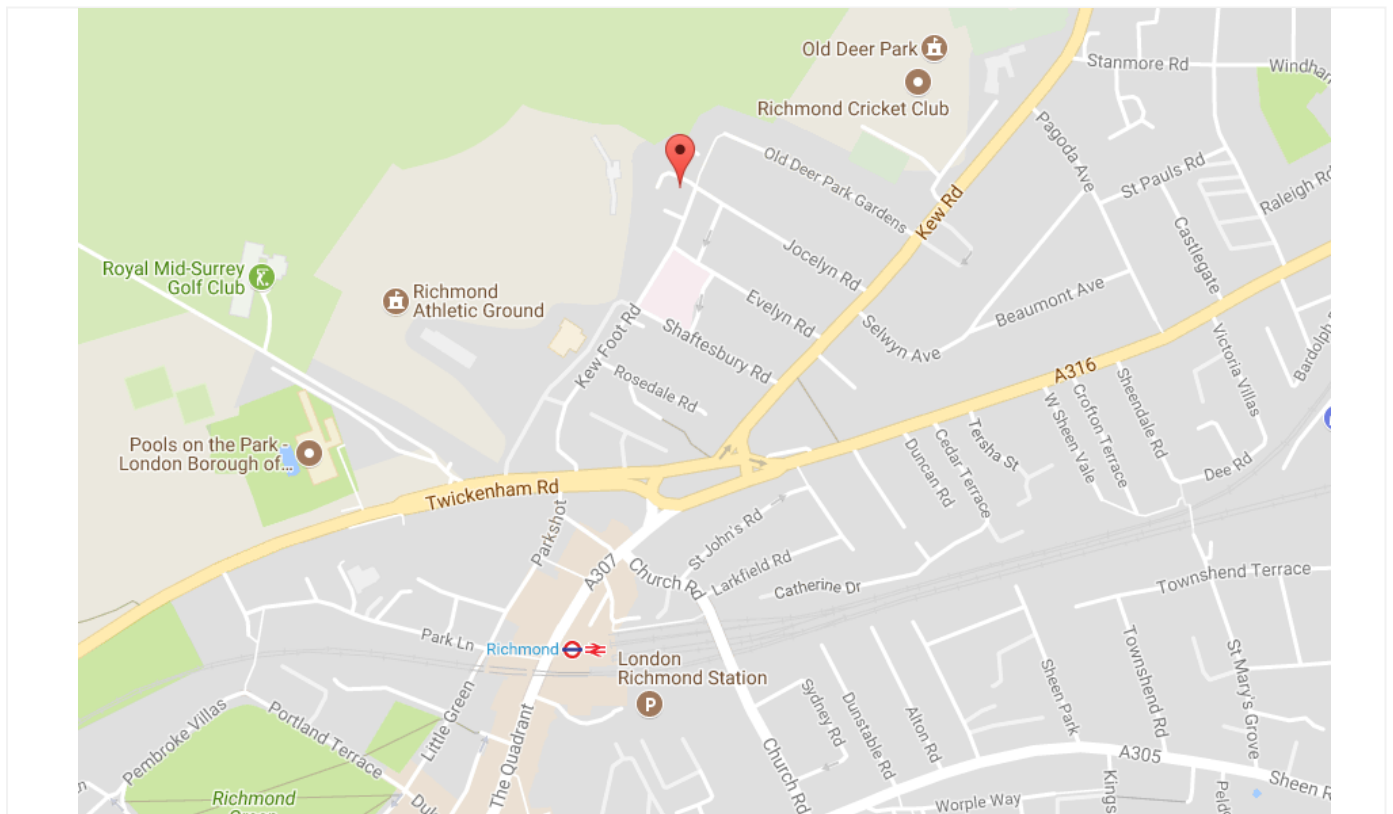 Old Deer Park
Stanmore Rd
Richmond Cricket Club
Pagoda Ave
Old Deer Park Gardens
St Pauls Rd
Raleigh Rd
Kew Rd
Castlegate
Royal Mid-Surrey
Golf Club
Jocelyn Rd
Richmond
Athletic Ground
Evelyn Rd
Beaumont Ave
Kew Foot Rd
Shaftesbury Rd
Selwyn Ave
Victoria Villas
Rosedale Rd
A316
Sheendale Rd
Crofton Terrace
W Sheen Vale
Tersha St
Cedar Terrace
Duncan Rd
Dee Rd
Pools on the Park -
London Borough of...
Twickenham Rd
Parkshot
St John's Rd
A307
Church Rd
Larkfield Rd
Catherine Dr
Townshend Terrace
Park Ln
Richmond
London
Richmond Station
P
Townshend Rd
St Mary's Grove
Sheen Park
Sydney Rd
Dunstable Rd
Alton Rd
Pembroke Villas
Portland Terrace
Little Green
The Quadrant
Church Rd
A305
Richmond
Worple Way